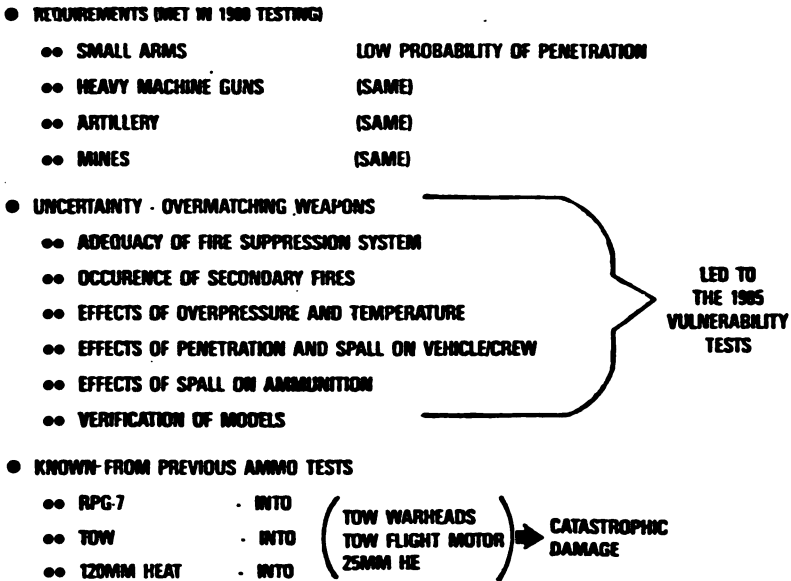 ● REQUIREMENTS (MET IN 1980 TESTING)
●● SMALL ARMS LOW PROBABILITY OF PENETRATION
●● HEAVY MACHINE GUNS (SAME)
●● ARTILLERY (SAME)
●● MINES (SAME)
● UNCERTAINTY - OVERMATCHING WEAPONS
●● ADEQUACY OF FIRE SUPPRESSION SYSTEM
●● OCCURENCE OF SECONDARY FIRES
●● EFFECTS OF OVERPRESSURE AND TEMPERATURE
●● EFFECTS OF PENETRATION AND SPALL ON VEHICLE/CREW
●● EFFECTS OF SPALL ON AMMUNITION
●● VERIFICATION OF MODELS
LED TO
THE 1985
VULNERABILITY
TESTS
● KNOWN FROM PREVIOUS AMMO TESTS
●● RPG-7 - INTO
●● TOW - INTO
●● 120MM HEAT - INTO
TOW WARHEADS
TOW FLIGHT MOTOR
25MM HE
CATASTROPHIC
DAMAGE